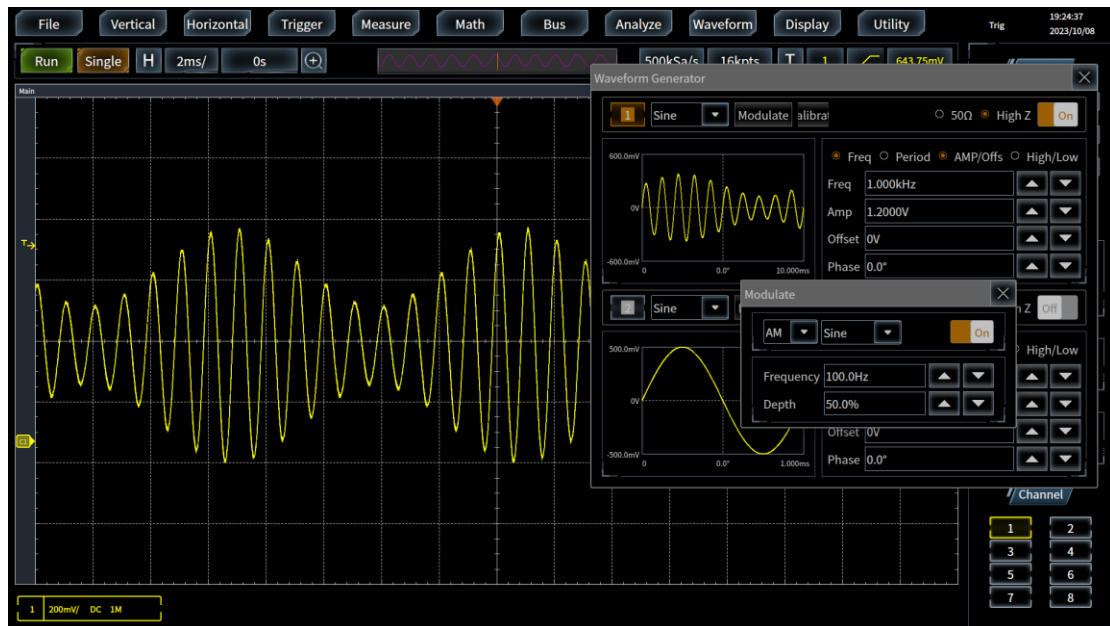 File Vertical Horizontal Trigger Measure Math Bus Analyze Waveform Display Utility Trig 19:24:37
2023/10/08
Run Single H 2ms/ 0s 500kSa/s 16kpts T 1 643.75mV
Main
Waveform Generator
1 Sine Modulate alibrat 50Ω High Z On
600.0mV
0V
-600.0mV
0 0.0° 10.000ms
Freq Period AMP/Offs High/Low
Freq 1.000kHz
Amp 1.2000V
Offset 0V
Phase 0.0°
T
C1
2 Sine Z Off
500.0mV
0V
-500.0mV
0 0.0° 1.000ms
High/Low
Offset 0V
Phase 0.0°
Modulate
AM Sine On
Frequency 100.0Hz
Depth 50.0%
Channel
1 2
3 4
5 6
7 8
1 200mV/ DC 1M